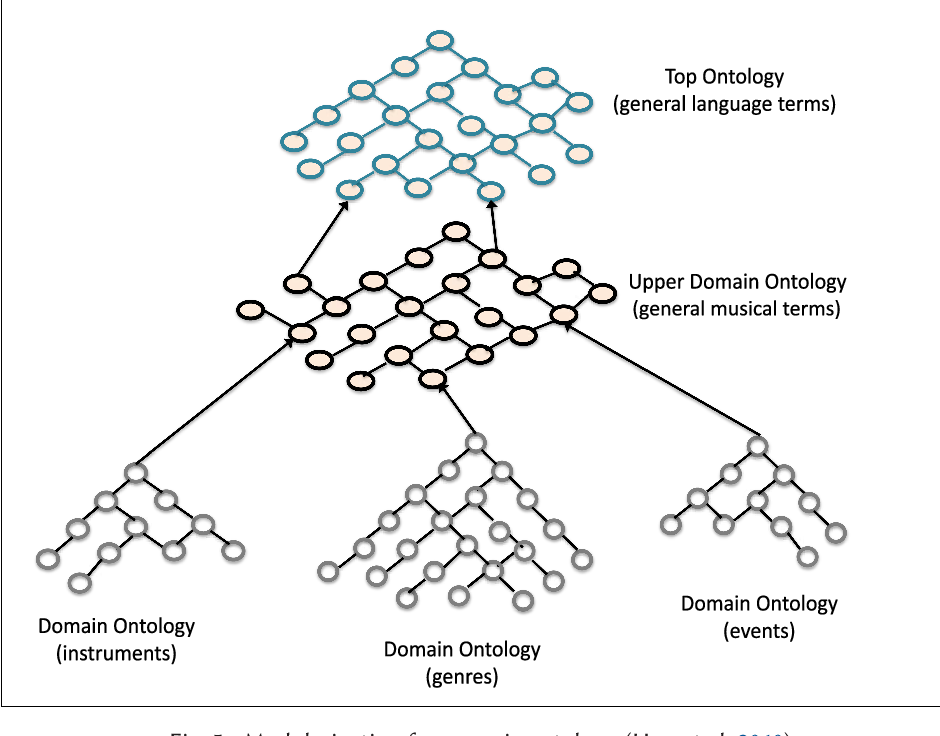 Top Ontology
(general language terms)
Upper Domain Ontology
(general musical terms)
Domain Ontology
(instruments)
Domain Ontology
(genres)
Domain Ontology
(events)